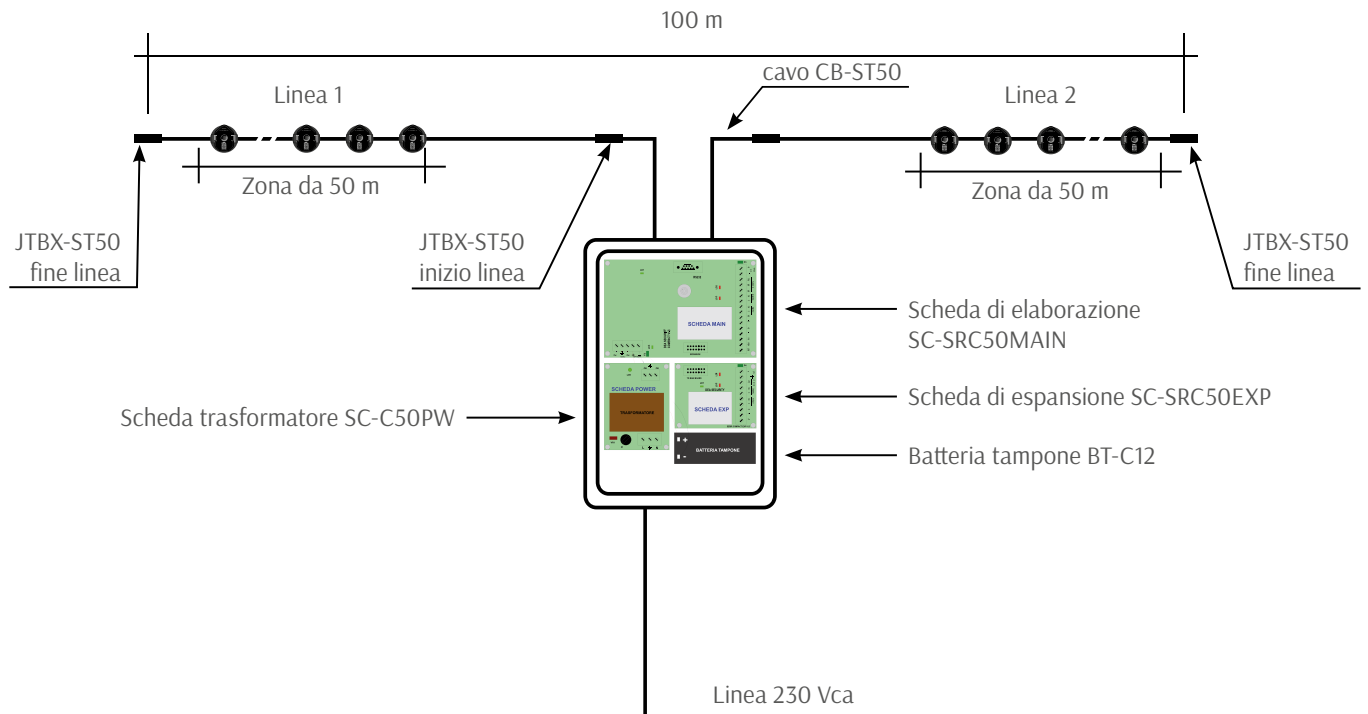 100 m
cavo CB-ST50
Linea 1
Linea 2
Zona da 50 m
Zona da 50 m
JTBX-ST50
fine linea
JTBX-ST50
inizio linea
JTBX-ST50
fine linea
SCHEDA MAIN
Scheda di elaborazione
SC-SRC50MAIN
SCHEDA POWER
TRASFORMATORE
SCHEDA EXP
Scheda trasformatore SC-C50PW
Scheda di espansione SC-SRC50EXP
BATTERIA TAMPONE
Batteria tampone BT-C12
Linea 230 Vca